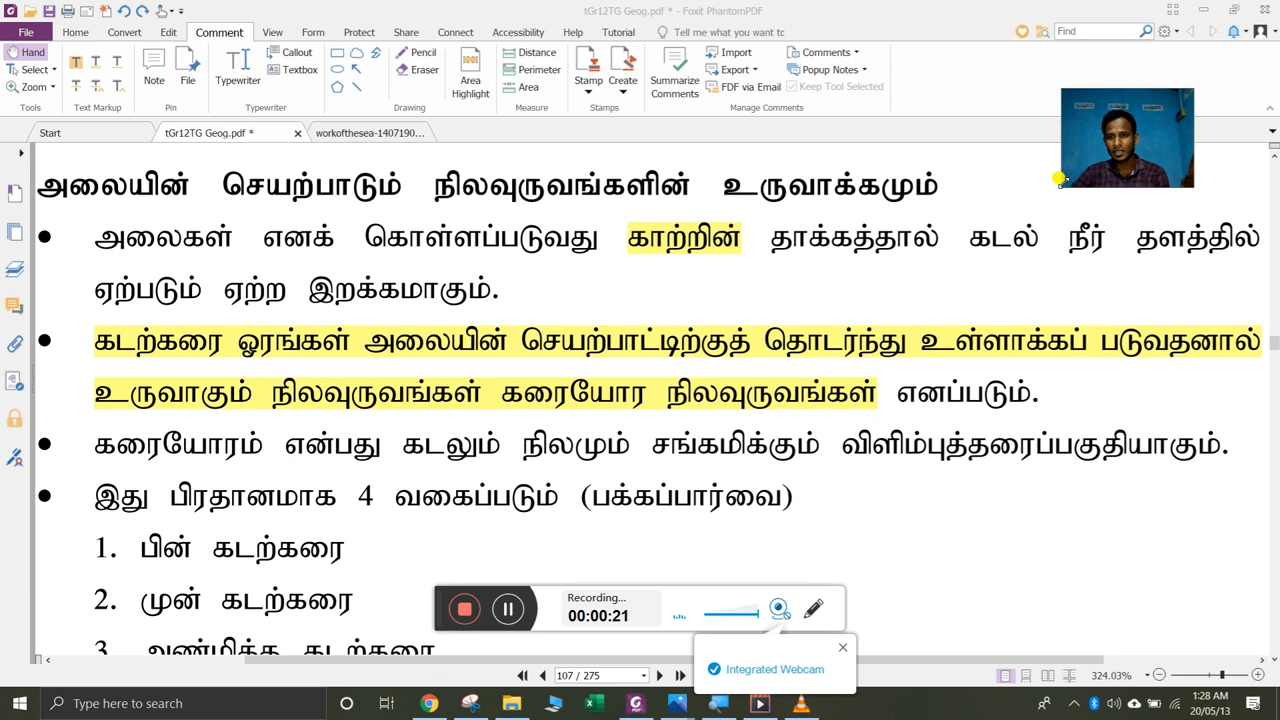 tGr12TG Geog.pdf * - Foxit PhantomPDF
File Home Convert Edit Comment View Form Protect Share Connect Accessibility Help Tutorial Tell me what you want tc Find
Hand Select Zoom Tools
Text Markup
Note File Pin
Typewriter Callout Textbox Typewriter
Pencil Eraser Drawing
Area Highlight
Distance Perimeter Area Measure
Stamp Create Stamps
Summarize Comments Import Export FDF via Email Comments Popup Notes Keep Tool Selected Manage Comments
Start tGr12TG Geog.pdf * workofthesea-1407190...
அலையின் செயற்பாடும் நிலவுருவங்களின் உருவாக்கமும்
● அலைகள் எனக் கொள்ளப்படுவது காற்றின் தாக்கத்தால் கடல் நீர் தளத்தில்
ஏற்படும் ஏற்ற இறக்கமாகும்.
● கடற்கரை ஓரங்கள் அலையின் செயற்பாட்டிற்குத் தொடர்ந்து உள்ளாக்கப் படுவதனால்
உருவாகும் நிலவுருவங்கள் கரையோர நிலவுருவங்கள் எனப்படும்.
● கரையோரம் என்பது கடலும் நிலமும் சங்கமிக்கும் விளிம்புத்தரைப்பகுதியாகும்.
● இது பிரதானமாக 4 வகைப்படும் (பக்கப்பார்வை)
1. பின் கடற்கரை
2. முன் கடற்கரை
3. அண்மித்த கடற்கரை
Recording...
00:00:21
Integrated Webcam
107 / 275 324.03%
Type here to search
1:28 AM
20/05/13